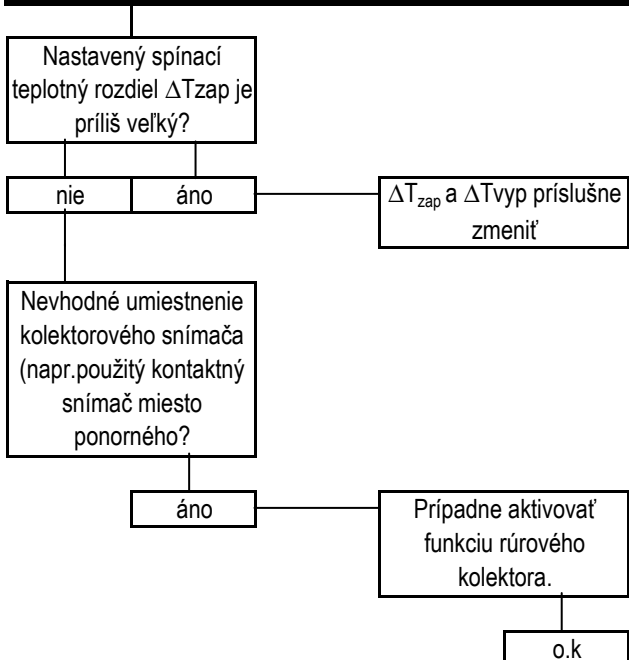 Nastavený spínací
teplotný rozdiel ∆Tzap je
príliš veľký?
nie áno
∆Tzap a ∆Tvyp príslušne
zmeniť
Nevhodné umiestnenie
kolektorového snímača
(napr.použitý kontaktný
snímač miesto
ponorného?
áno
Prípadne aktivovať
funkciu rúrového
kolektora.
o.k